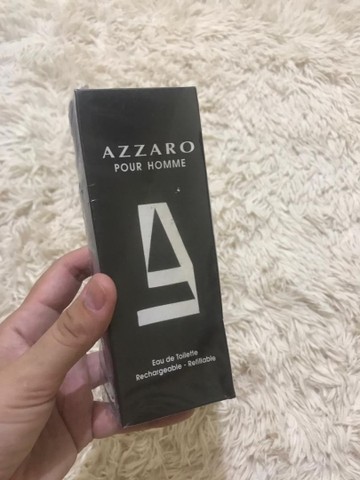 AZZARO
POUR HOMME
Eau de Toilette
Rechargeable - Refillable